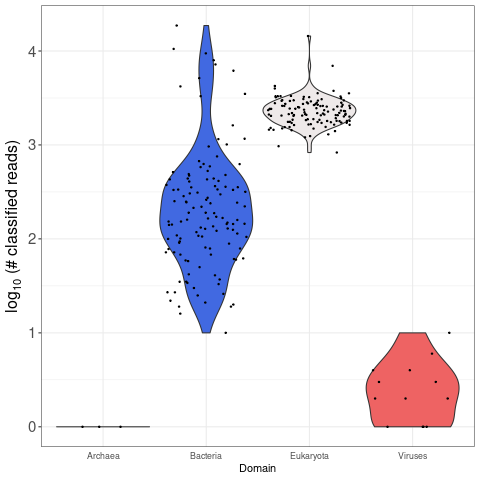 log10 (# classified reads)
4
3
2
1
0
Archaea Bacteria Eukaryota Viruses
Domain